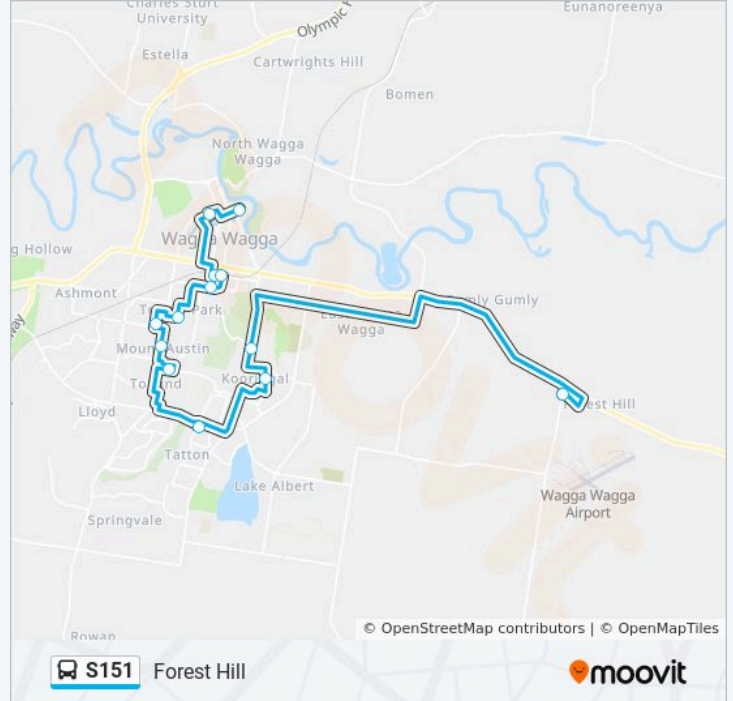 Charles Sturt
University
Olympic H
Eunanoreenya
Estella
Cartwrights Hill
Bomen
North Wagga
Wagga
Wagga Wagga
g Hollow
Ashmont
Park
Gumly Gumly
Wagga
Mount Austin
Tolland
Kooringal
Lloyd
Forest Hill
Tatton
Lake Albert
Wagga Wagga
Airport
Springvale
Rowan
© OpenStreetMap contributors | © OpenMapTiles
S151 Forest Hill
moovit